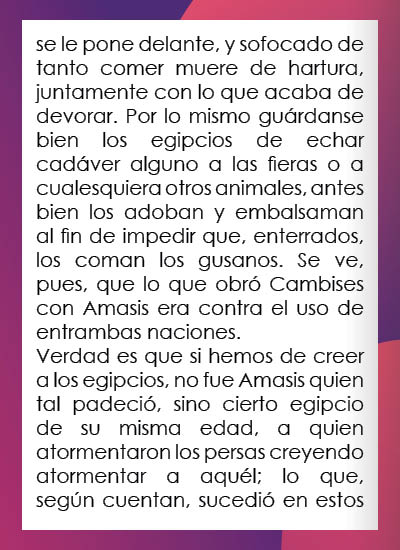 se le pone delante, y sofocado de
tanto comer muere de hartura,
juntamente con lo que acaba de
devorar. Por lo mismo guárdanse
bien los egipcios de echar
cadáver alguno a las fieras o a
cualesquiera otros animales, antes
bien los adoban y embalsaman
al fin de impedir que, enterrados,
los coman los gusanos. Se ve,
pues, que lo que obró Cambises
con Amasis era contra el uso de
entrambas naciones.
Verdad es que si hemos de creer
a los egipcios, no fue Amasis quien
tal padeció, sino cierto egipcio
de su misma edad, a quien
atormentaron los persas creyendo
atormentar a aquél; lo que,
según cuentan, sucedió en estos